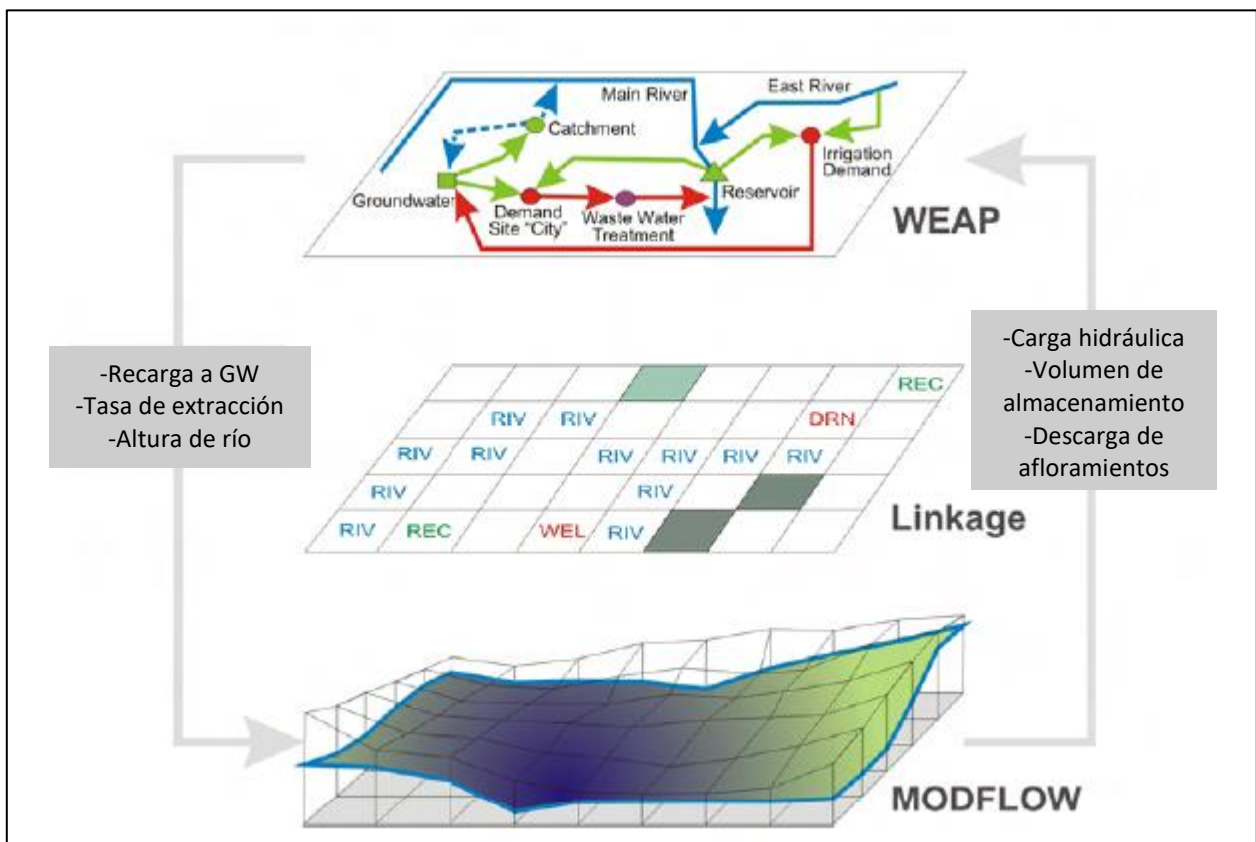 Main River
East River
Catchment
Irrigation
Demand
Groundwater
Reservoir
Demand
Site "City"
Waste Water
Treatment
WEAP
-Recarga a GW
-Tasa de extracción
-Altura de río
-Carga hidráulica
-Volumen de
almacenamiento
-Descarga de
afloramientos
REC
RIV RIV DRN
RIV RIV RIV RIV RIV RIV
RIV RIV
RIV REC WEL RIV
Linkage
MODFLOW